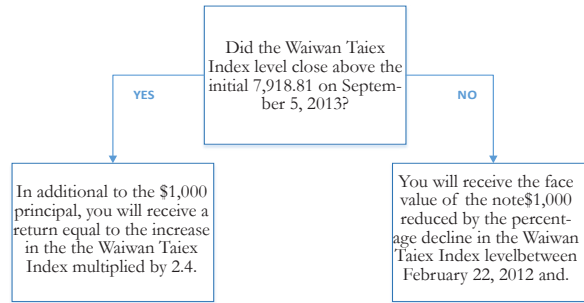 Did the Waiwan Taiex
Index level close above the
initial 7,918.81 on Septem-
ber 5, 2013?
YES
NO
In additional to the $1,000
principal, you will receive a
return equal to the increase
in the the Waiwan Taiex
Index multiplied by 2.4.
You will receive the face
value of the note$1,000
reduced by the percent-
age decline in the Waiwan
Taiex Index levelbetween
February 22, 2012 and.